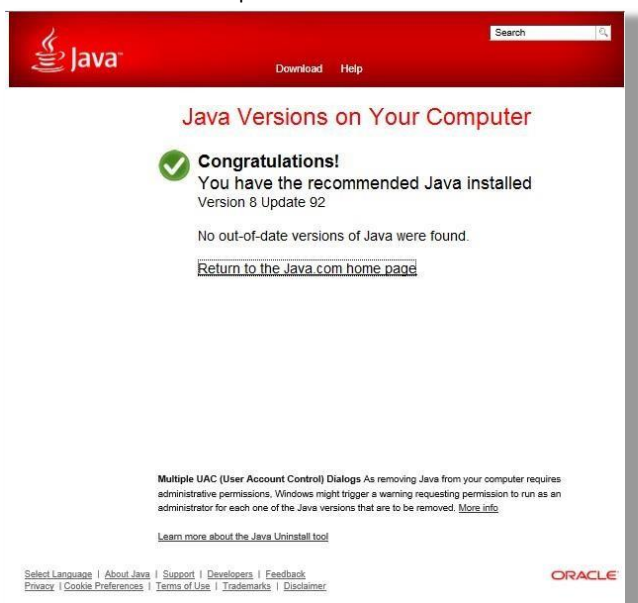 Search
Java™
Download Help
Java Versions on Your Computer
Congratulations!
You have the recommended Java installed
Version 8 Update 92
No out-of-date versions of Java were found.
Return to the Java.com home page
Multiple UAC (User Account Control) Dialogs As removing Java from your computer requires
administrative permissions, Windows might trigger a warning requesting permission to run as an
administrator for each one of the Java versions that are to be removed. More info
Learn more about the Java Uninstall tool
Select Language | About Java | Support | Developers | Feedback
Privacy | Cookie Preferences | Terms of Use | Trademarks | Disclaimer
ORACLE